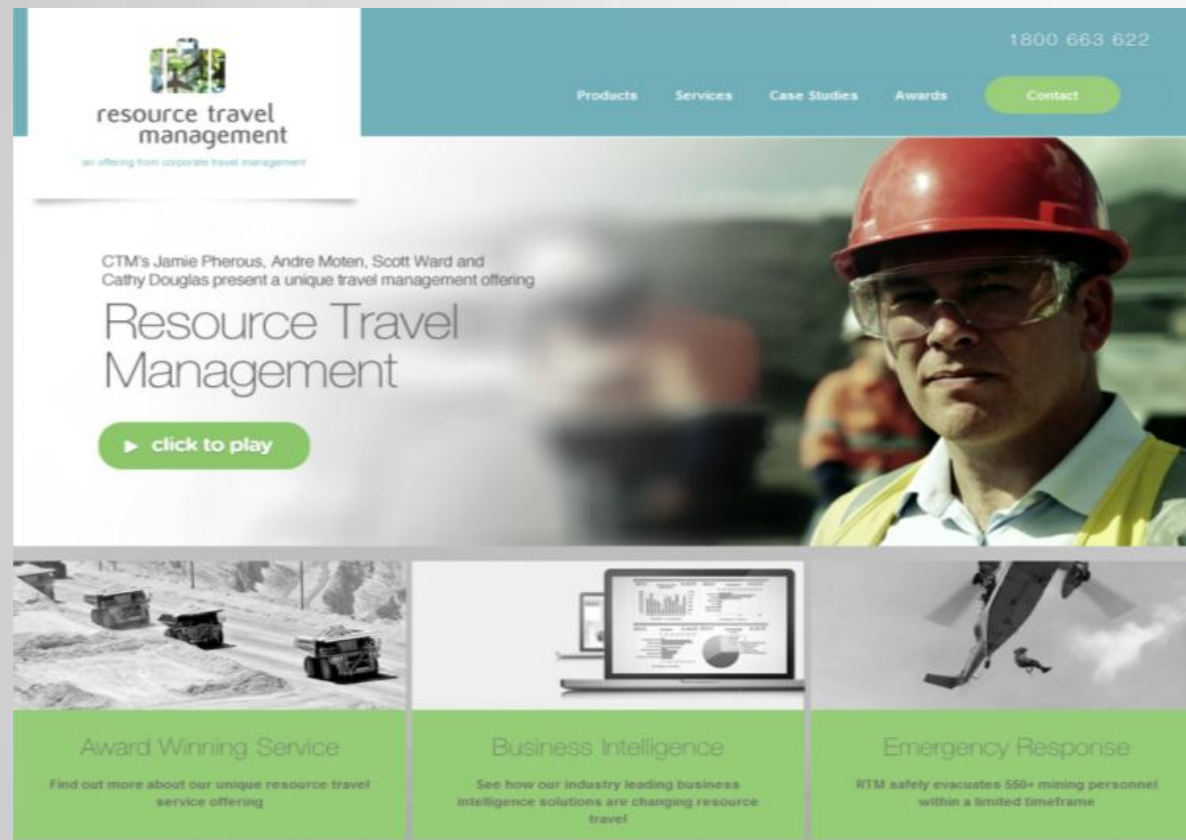 1800 663 622
resource travel
management
an offering from corporate travel management
Products Services Case Studies Awards Contact
CTM's Jamie Pherous, Andre Moten, Scott Ward and
Cathy Douglas present a unique travel management offering
Resource Travel
Management
click to play
Award Winning Service
Find out more about our unique resource travel
service offering
Business Intelligence
See how our industry leading business
intelligence solutions are changing resource
travel
Emergency Response
RTM safely evacuates 550+ mining personnel
within a limited timeframe